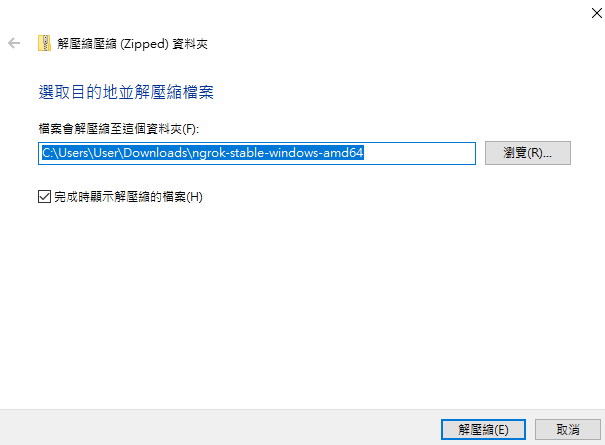 解壓縮壓縮 (Zipped) 資料夾
選取目的地並解壓縮檔案
檔案會解壓縮至這個資料夾(F):
C:\Users\User\Downloads\ngrok-stable-windows-amd64
瀏覽(R)...
完成時顯示解壓縮的檔案(H)
解壓縮(E)
取消